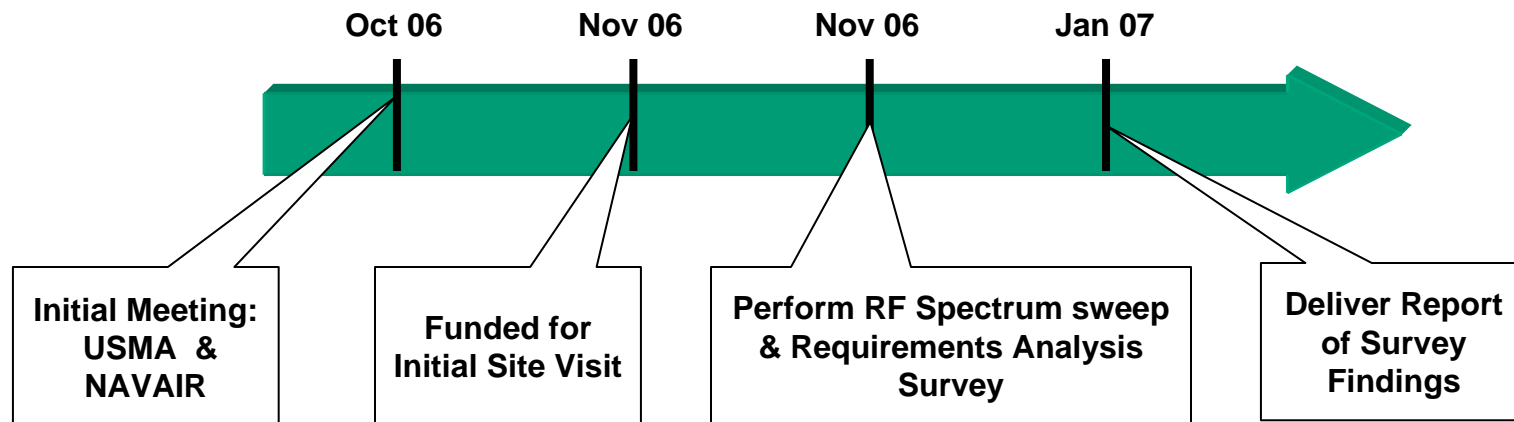 Oct 06
Nov 06
Nov 06
Jan 07
Initial Meeting:
USMA & 
NAVAIR
Funded for
Initial Site Visit
Perform RF Spectrum sweep
& Requirements Analysis
Survey
Deliver Report
of Survey
Findings